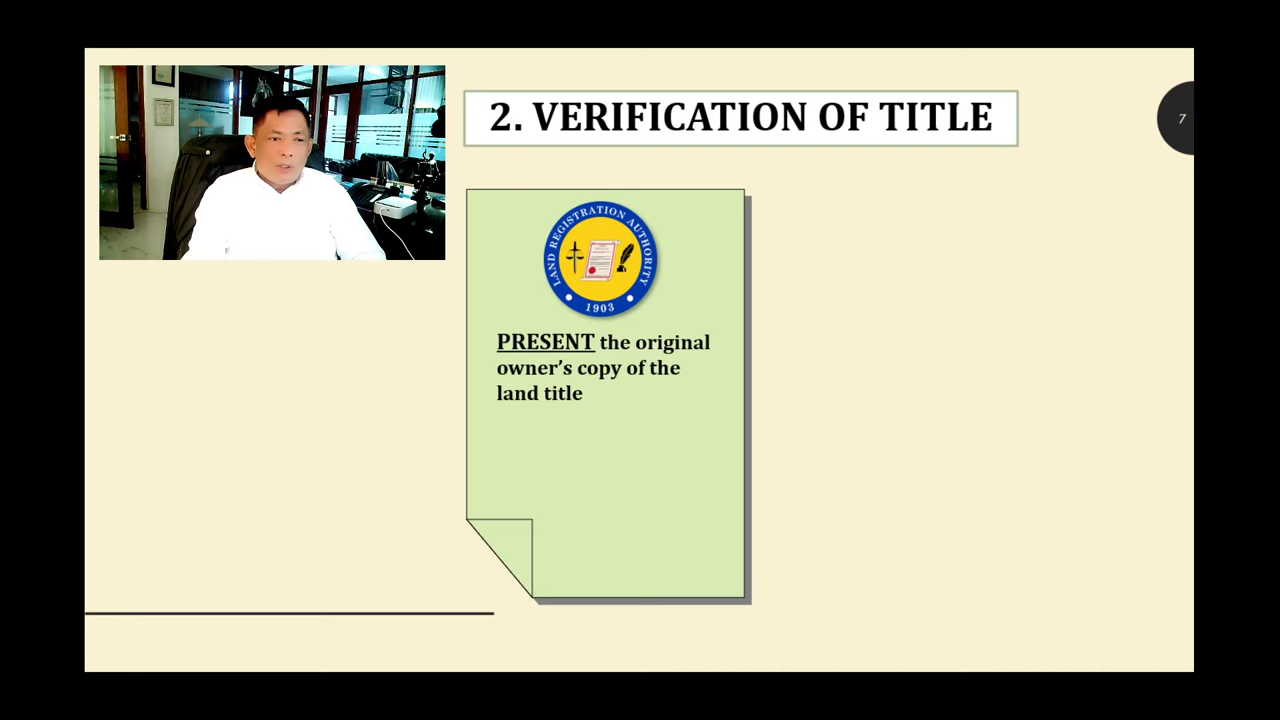 2. VERIFICATION OF TITLE
7
LAND REGISTRATION AUTHORITY
1903
PRESENT the original
owner's copy of the
land title